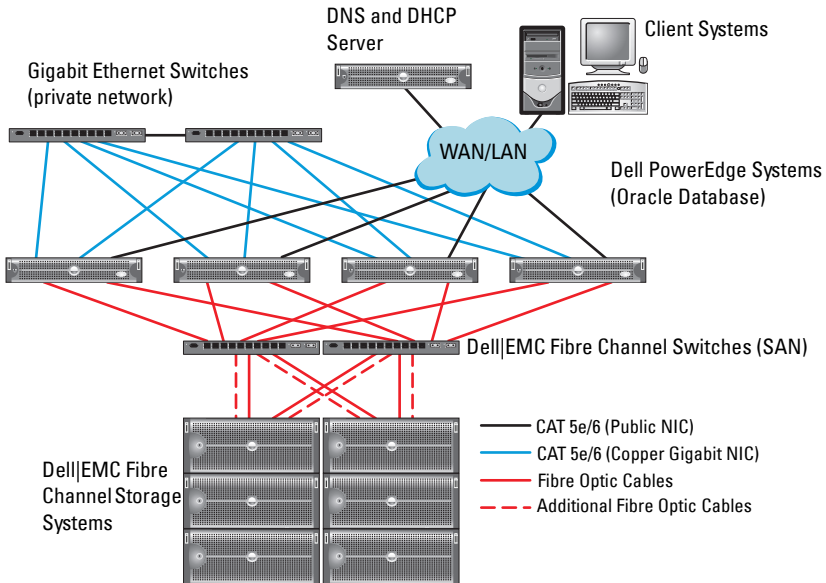 DNS and DHCP
Server
Client Systems
Gigabit Ethernet Switches
(private network)
WAN/LAN
Dell PowerEdge Systems
(Oracle Database)
Dell|EMC Fibre Channel Switches (SAN)
CAT 5e/6 (Public NIC)
CAT 5e/6 (Copper Gigabit NIC)
Fibre Optic Cables
Additional Fibre Optic Cables
Dell|EMC Fibre
Channel Storage
Systems